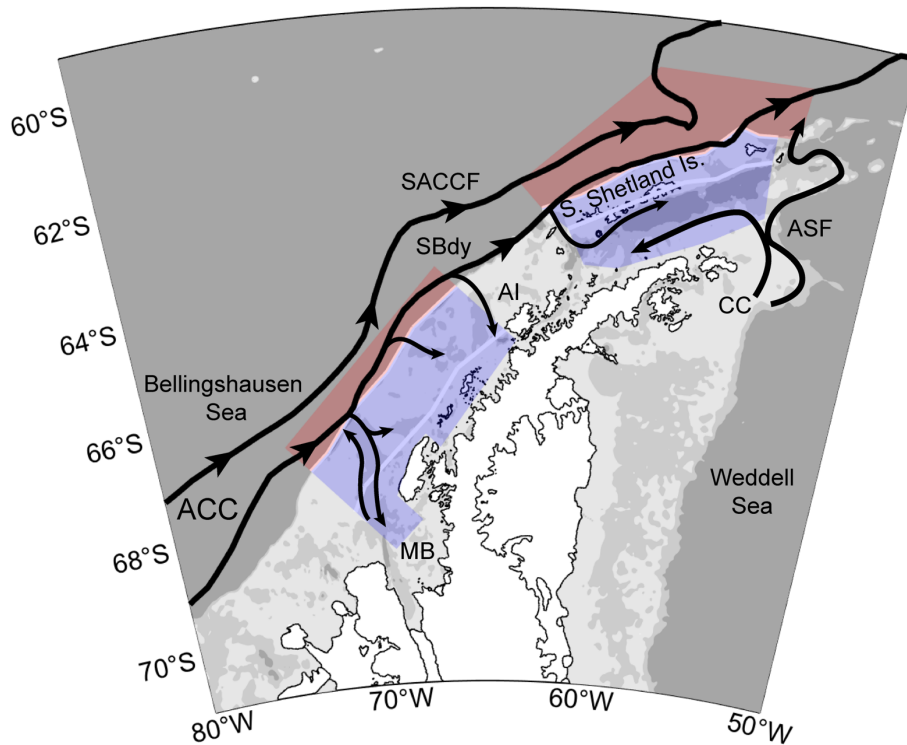 60°S
62°S
64°S
66°S
68°S
70°S
80°W
70°W
60°W
50°W
SACCF
SBdy
S. Shetland Is.
ASF
AI
CC
Bellingshausen
Sea
ACC
MB
Weddell
Sea